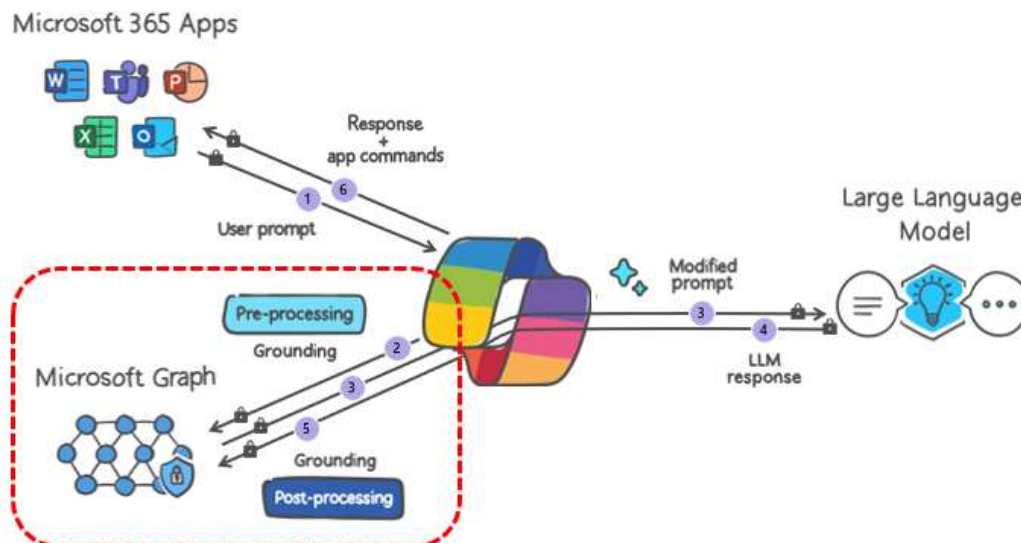 Microsoft 365 Apps
W
T
P
X
O
Response
+
app commands
6
1
User prompt
Large Language
Model
Modified
prompt
3
4
LLM
response
Pre-processing
Grounding
2
Microsoft Graph
3
5
Grounding
Post-processing